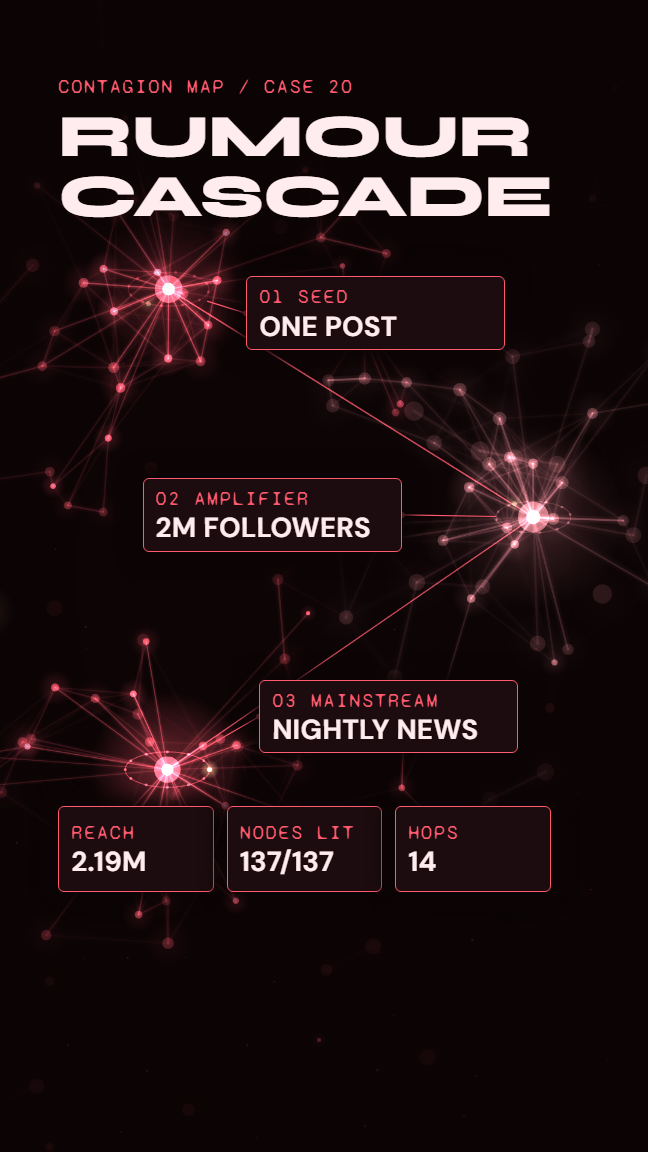 CONTAGION MAP / CASE 20
RUMOUR
CASCADE
01 SEED
ONE POST
02 AMPLIFIER
2M FOLLOWERS
03 MAINSTREAM
NIGHTLY NEWS
REACH
2.19M
NODES LIT
137/137
HOPS
14